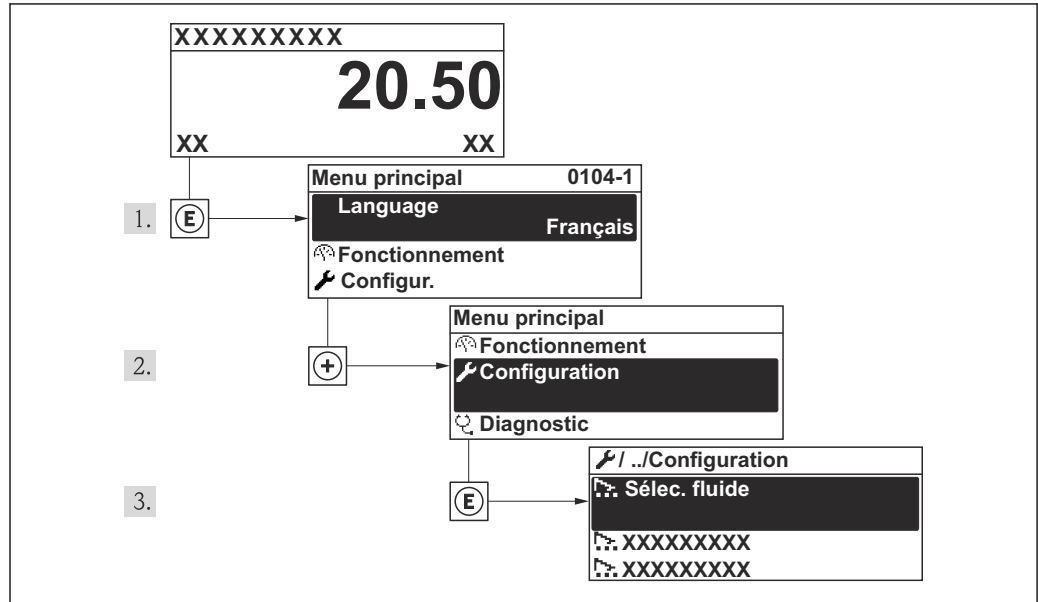 XXXXXXXXX
20.50
XX XX
1. E
Menu principal 0104-1
Language
Français
Fonctionnement
Configur.
2. +
Menu principal
Fonctionnement
Configuration
Diagnostic
3. E
/ ../Configuration
Sélec. fluide
XXXXXXXXX
XXXXXXXXX